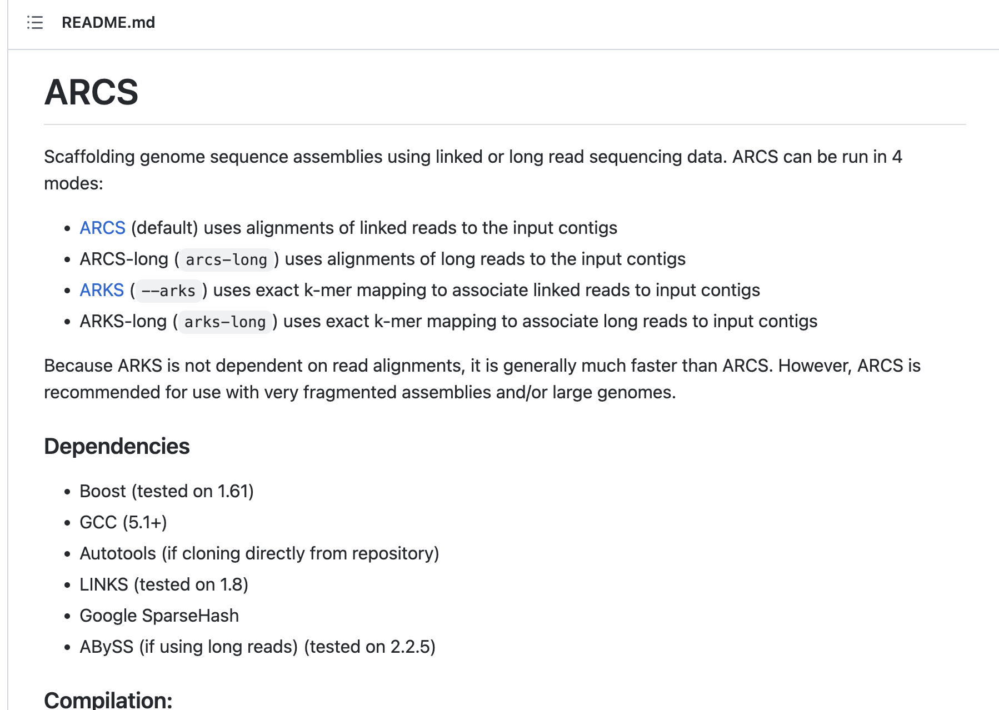 README.md
ARCS
Scaffolding genome sequence assemblies using linked or long read sequencing data. ARCS can be run in 4
modes:
• ARCS (default) uses alignments of linked reads to the input contigs
• ARCS-long (arcs-long) uses alignments of long reads to the input contigs
• ARKS (--arks) uses exact k-mer mapping to associate linked reads to input contigs
• ARKS-long (arks-long) uses exact k-mer mapping to associate long reads to input contigs
Because ARKS is not dependent on read alignments, it is generally much faster than ARCS. However, ARCS is
recommended for use with very fragmented assemblies and/or large genomes.
Dependencies
• Boost (tested on 1.61)
• GCC (5.1+)
• Autotools (if cloning directly from repository)
• LINKS (tested on 1.8)
• Google SparseHash
• ABySS (if using long reads) (tested on 2.2.5)
Compilation: